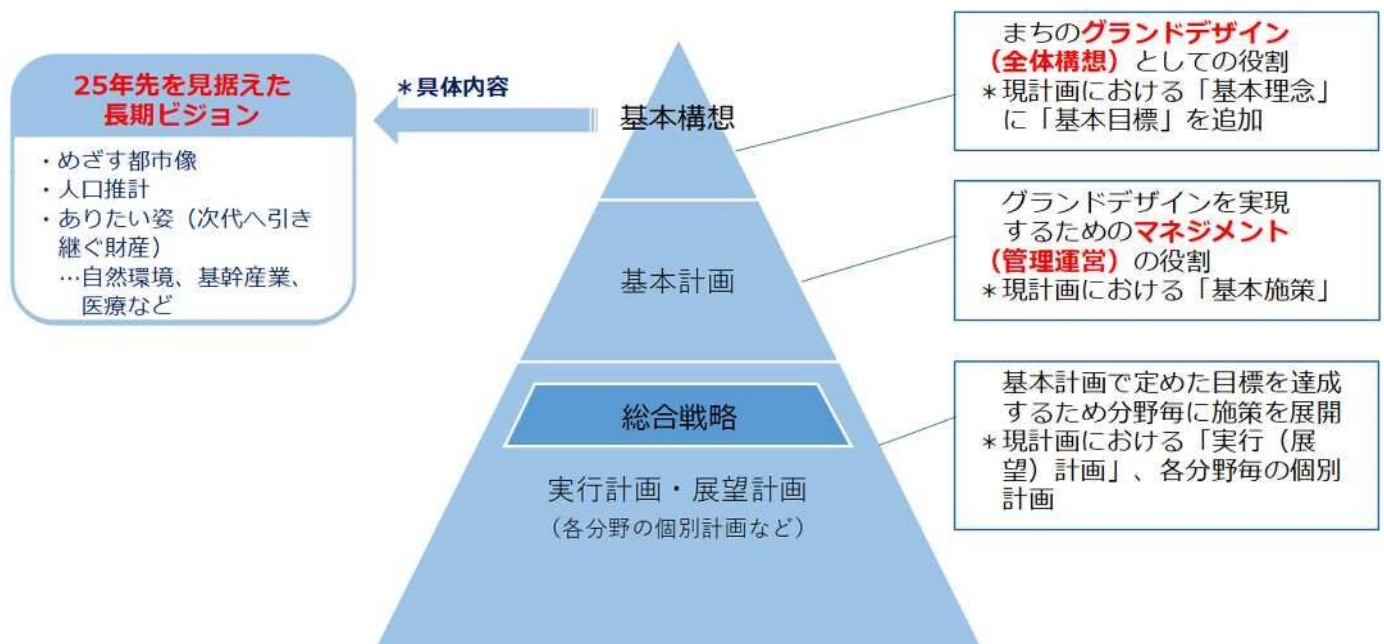 25年先を見据えた
長期ビジョン
・めざす都市像
・人口推計
・ありたい姿（次代へ引き
継ぐ財産）
…自然環境、基幹産業、
医療など
＊具体内容
基本構想
基本計画
総合戦略
実行計画・展望計画
（各分野の個別計画など）
まちのグランドデザイン
（全体構想）としての役割
＊現計画における「基本理念」
に「基本目標」を追加
グランドデザインを実現
するためのマネジメント
（管理運営）の役割
＊現計画における「基本施策」
基本計画で定めた目標を達成
するため分野毎に施策を展開
＊現計画における「実行（展
望）計画」、各分野毎の個別
計画